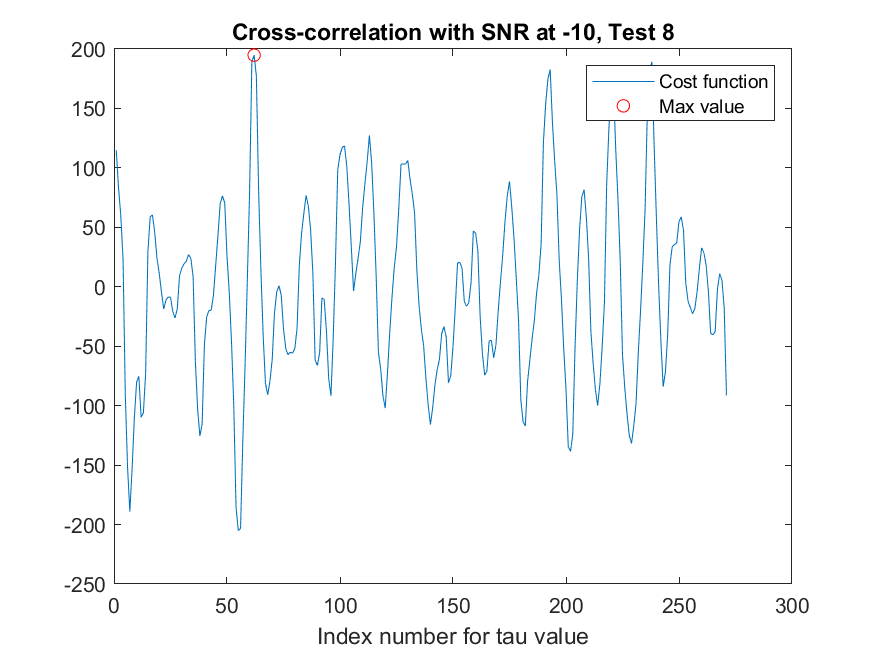 Cross-correlation with SNR at -10, Test 8
200
150
100
50
0
-50
-100
-150
-200
-250
0 50 100 150 200 250 300
Index number for tau value
Cost function
Max value